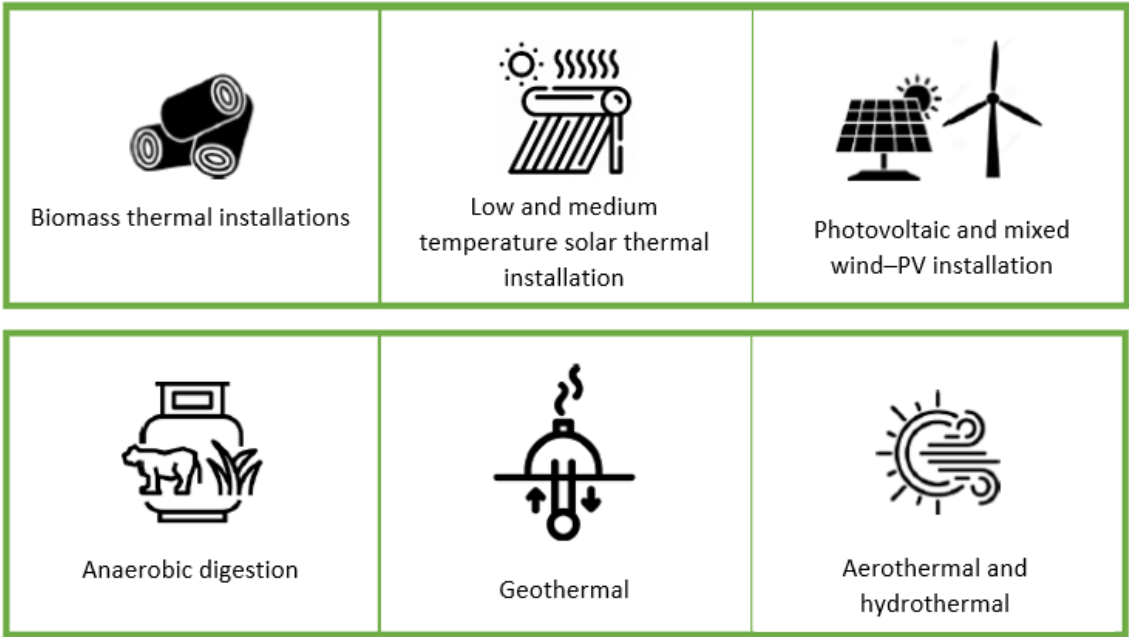 Biomass thermal installations
Low and medium
temperature solar thermal
installation
Photovoltaic and mixed
wind–PV installation
Anaerobic digestion
Geothermal
Aerothermal and
hydrothermal